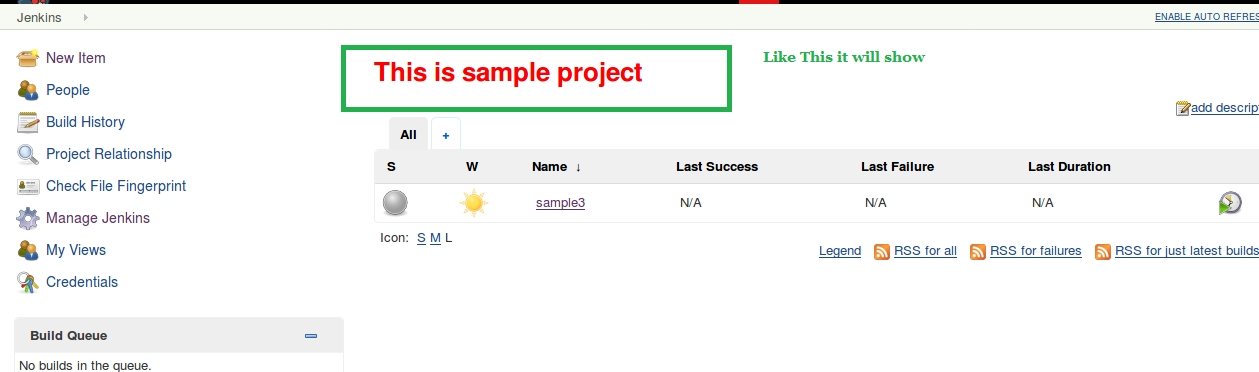 Jenkins
ENABLE AUTO REFRES
New Item
People
Build History
Project Relationship
Check File Fingerprint
Manage Jenkins
My Views
Credentials
Build Queue
No builds in the queue.
This is sample project
Like This it will show
add descrip
All +
S W Name ↓ Last Success Last Failure Last Duration
sample3 N/A N/A N/A
Icon: S M L
Legend RSS for all RSS for failures RSS for just latest builds